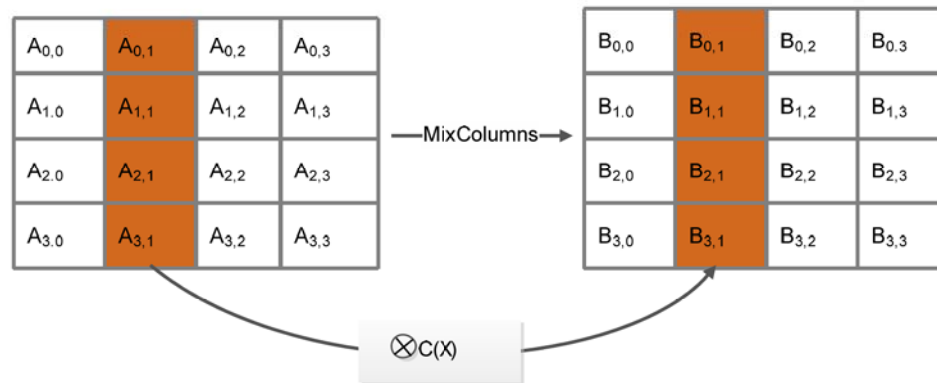 A0,0 A0,1 A0,2 A0,3 B0,0 B0,1 B0,2 B0.3
A1.0 A1,1 A1,2 A1,3 MixColumns B1.0 B1,1 B1,2 B1,3
A2.0 A2,1 A2,2 A2,3 B2,0 B2,1 B2,2 B2,3
A3.0 A3,1 A3,2 A3,3 B3,0 B3,1 B3,2 B3,3
⊗C(X)